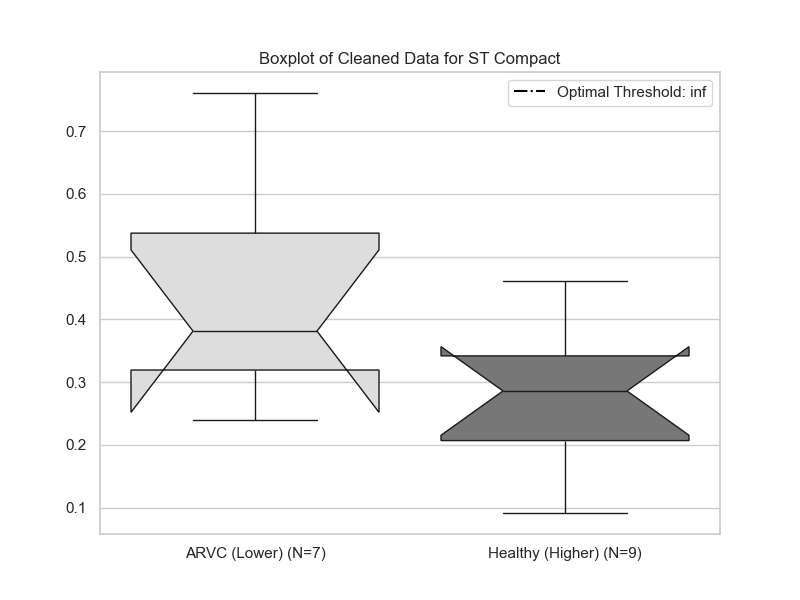 Boxplot of Cleaned Data for ST Compact
Optimal Threshold: inf
0.7
0.6
0.5
0.4
0.3
0.2
0.1
ARVC (Lower) (N=7)
Healthy (Higher) (N=9)